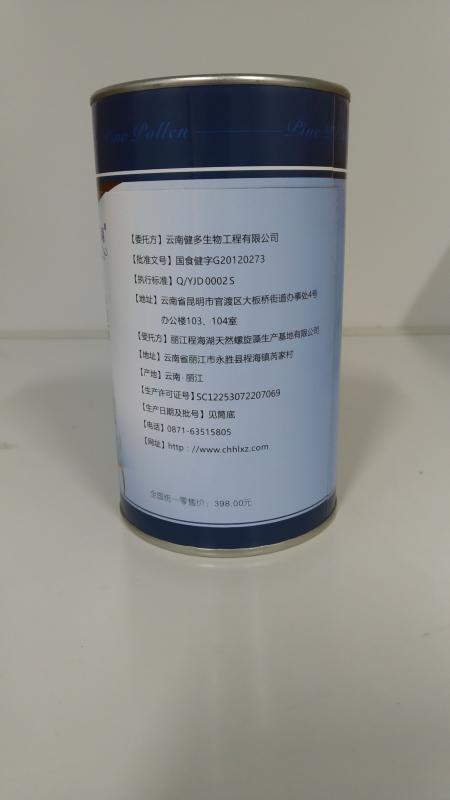 Pine Pollen
Pine P
【委托方】云南健多生物工程有限公司
【批准文号】国食健字G20120273
【执行标准】Q/YJD0002S
【地址】云南省昆明市官渡区大板桥街道办事处4号
办公楼103、104室
【受托方】丽江程海湖天然螺旋藻生产基地有限公司
【地址】云南省丽江市永胜县程海镇芮家村
【产地】云南·丽江
【生产许可证号】SC12253072207069
【生产日期及批号】见筒底
【电话】0871-63515805
【网址】http://www.chhlxz.com
全国统一零售价：398.00元